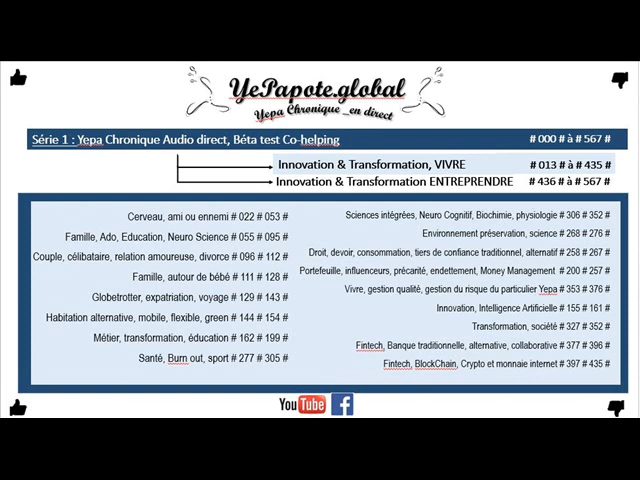 YePapote.global
Yepa Chronique _en direct
Série 1 : Yepa Chronique Audio direct, Béta test Co-helping # 000 # à # 567 #
Innovation & Transformation, VIVRE # 013 # à # 435 #
Innovation & Transformation ENTREPRENDRE # 436 # à # 567 #
Cerveau, ami ou ennemi # 022 # 053 #
Famille, Ado, Education, Neuro Science # 055 # 095 #
Couple, célibataire, relation amoureuse, divorce # 096 # 112 #
Famille, autour de bébé # 111 # 128 #
Globetrotter, expatriation, voyage # 129 # 143 #
Habitation alternative, mobile, flexible, green # 144 # 154 #
Métier, transformation, éducation # 162 # 199 #
Santé, Burn out, sport # 277 # 305 #
Sciences intégrées, Neuro Cognitif, Biochimie, physiologie # 306 # 352 #
Environnement préservation, science # 268 # 276 #
Droit, devoir, consommation, tiers de confiance traditionnel, alternatif # 258 # 267 #
Portefeuille, influenceurs, précarité, endettement, Money Management # 200 # 257 #
Vivre, gestion qualité, gestion du risque du particulier Yepa # 353 # 376 #
Innovation, Intelligence Artificielle # 155 # 161 #
Transformation, société # 327 # 352 #
Fintech, Banque traditionnelle, alternative, collaborative # 377 # 396 #
Fintech, BlockChain, Crypto et monnaie internet # 397 # 435 #
YouTube f